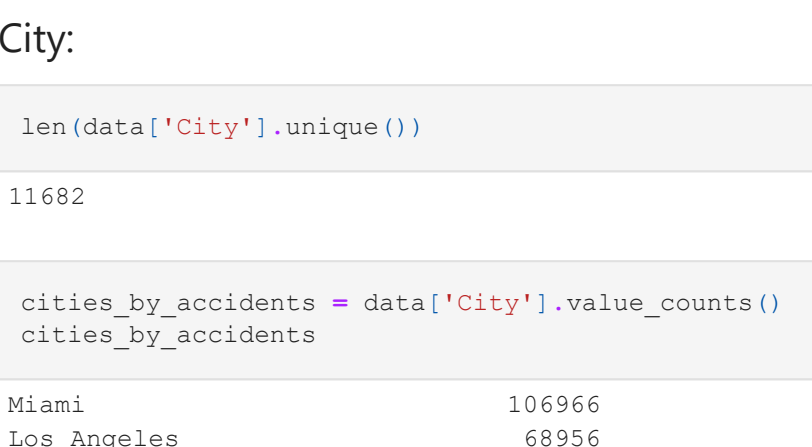 City:
len(data['City'].unique())
11682
cities_by_accidents = data['City'].value_counts()
cities_by_accidents
Miami 106966
Los Angeles 68956